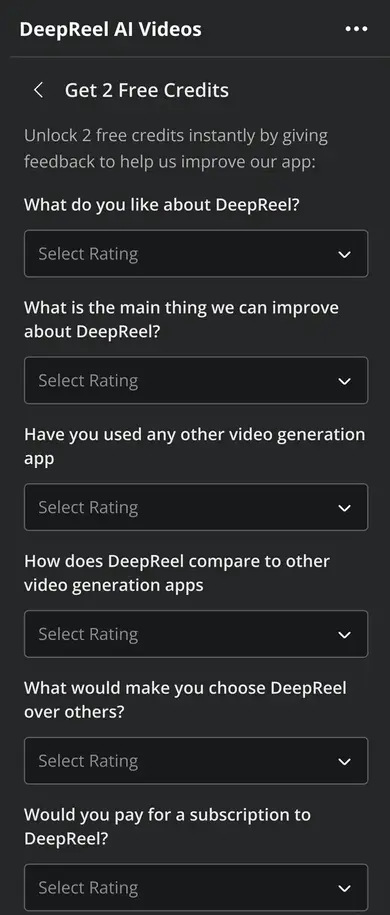 DeepReel AI Videos
Get 2 Free Credits
Unlock 2 free credits instantly by giving
feedback to help us improve our app:
What do you like about DeepReel?
Select Rating
What is the main thing we can improve
about DeepReel?
Select Rating
Have you used any other video generation
app
Select Rating
How does DeepReel compare to other
video generation apps
Select Rating
What would make you choose DeepReel
over others?
Select Rating
Would you pay for a subscription to
DeepReel?
Select Rating